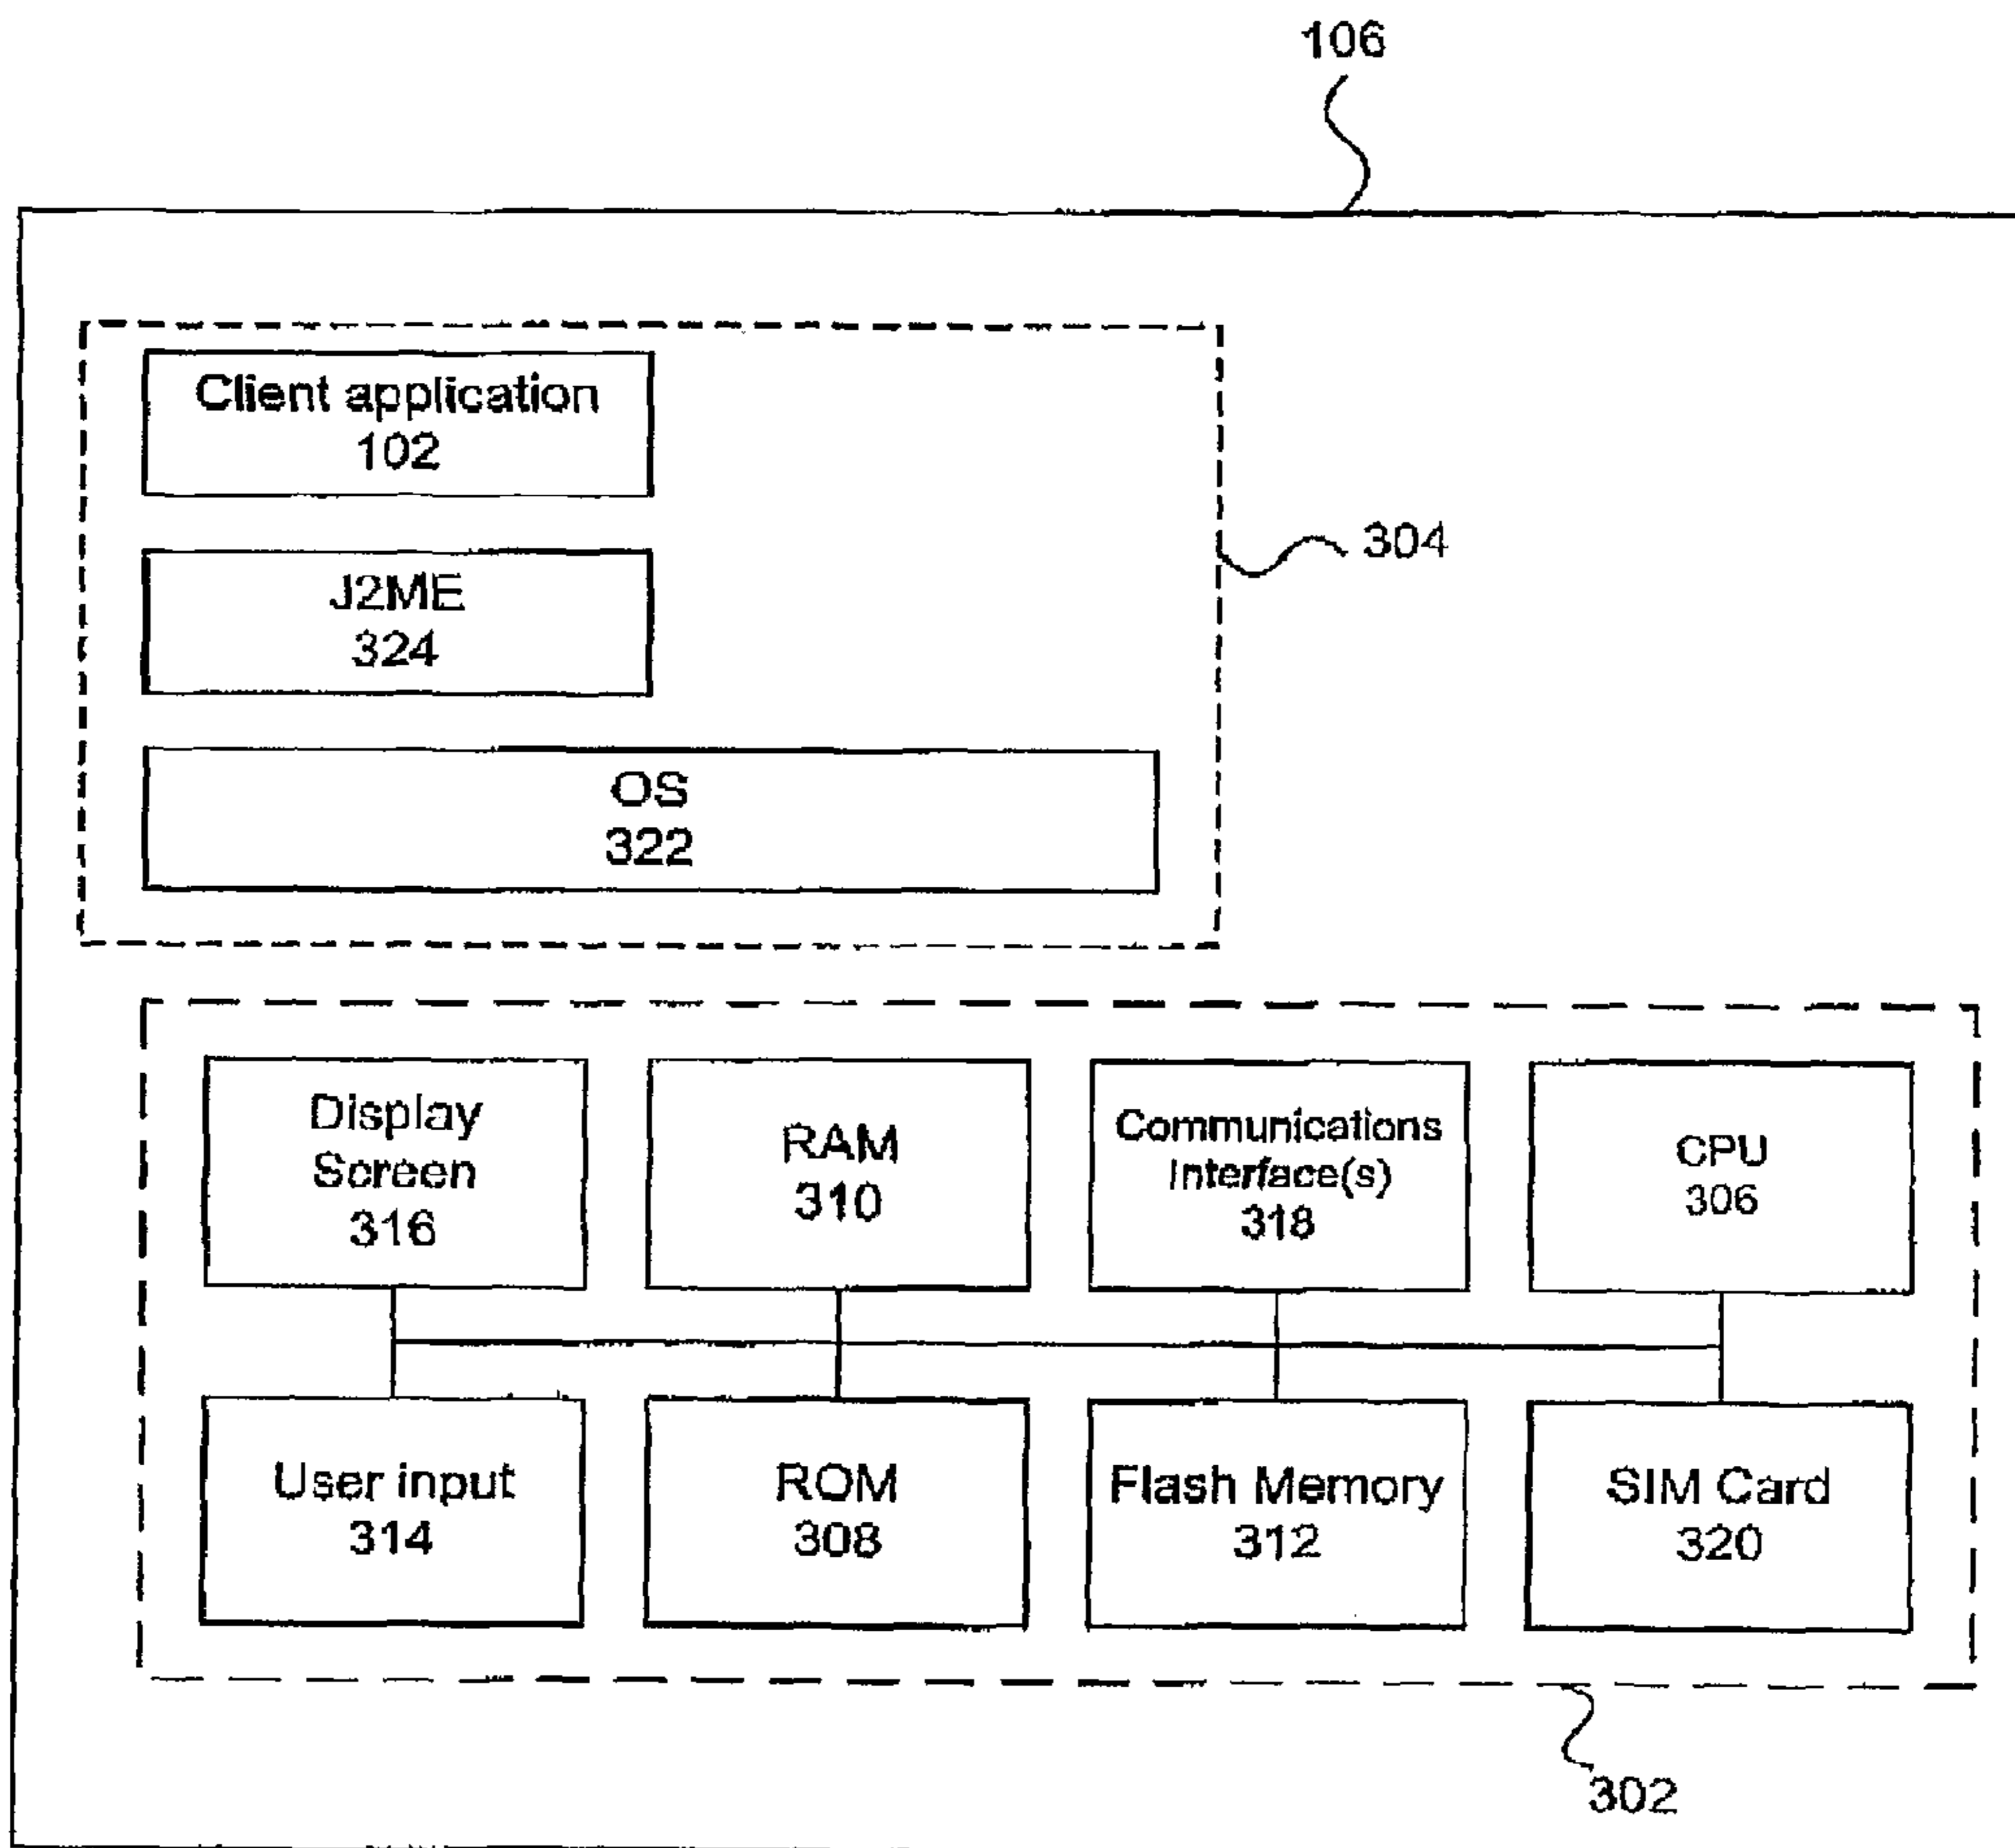 106
Client application
102
J2ME
324
304
OS
322
Display
Screen
316
RAM
310
Communications
Interface(s)
318
CPU
306
User input
314
ROM
308
Flash Memory
312
SIM Card
320
302